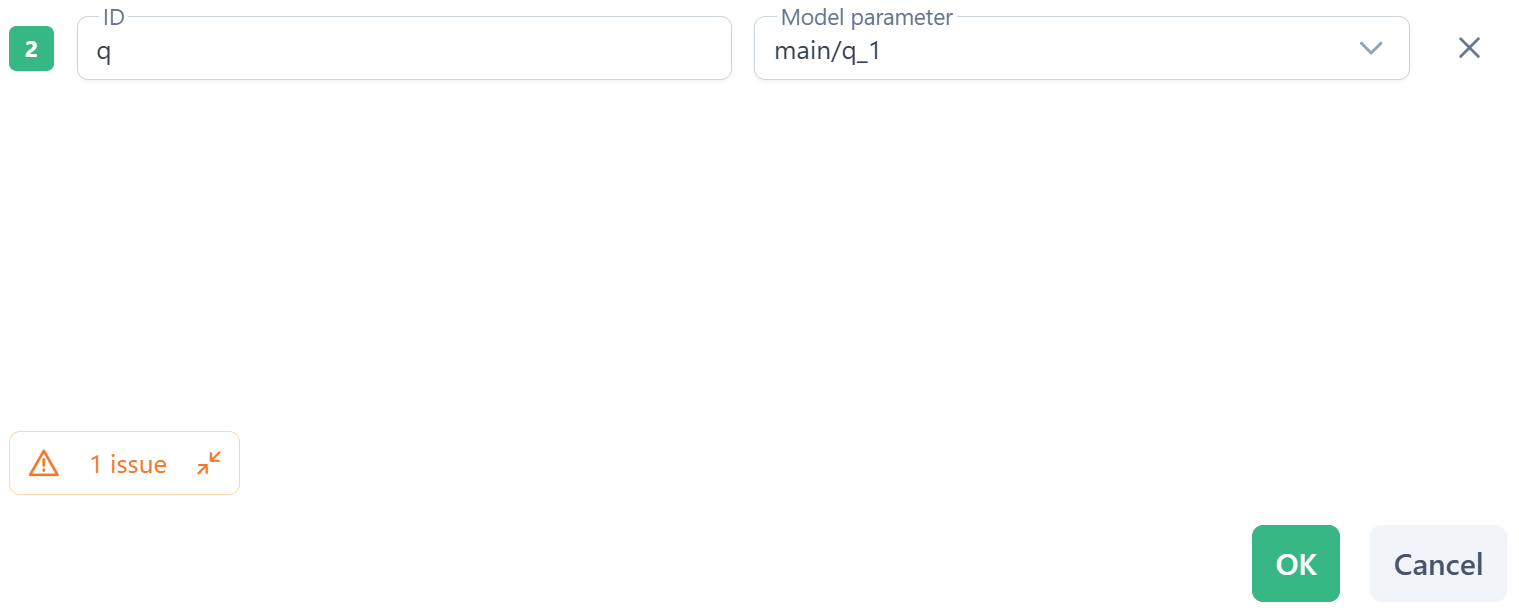 2
ID
q
Model parameter
main/q_1
1 issue
OK
Cancel